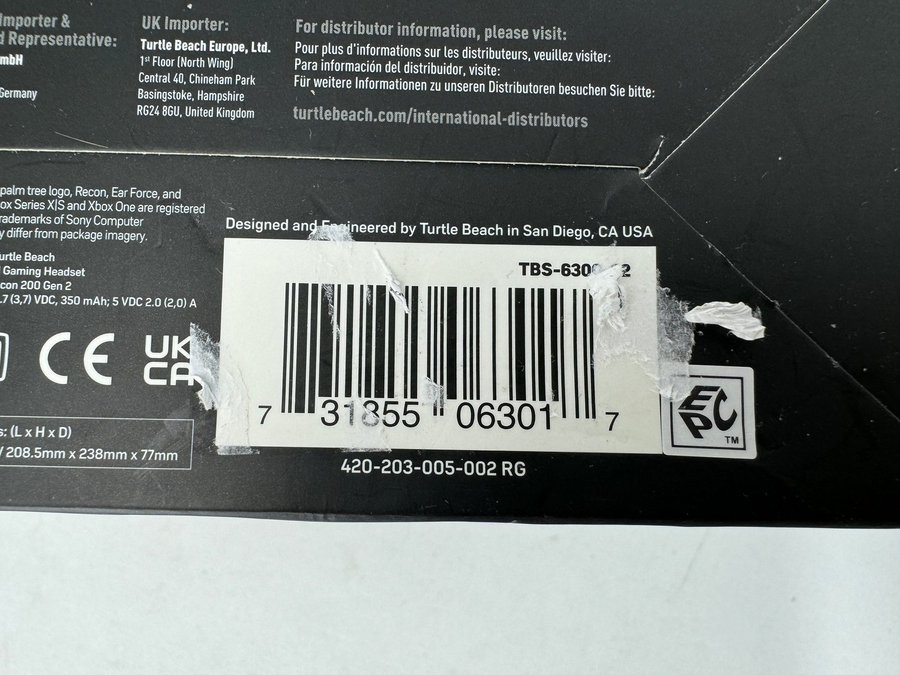 Importer &
d Representative:
mbH
Germany
UK Importer:
Turtle Beach Europe, Ltd.
1st Floor (North Wing)
Central 40, Chineham Park
Basingstoke, Hampshire
RG24 8GU, United Kingdom
For distributor information, please visit:
Pour plus d'informations sur les distributeurs, veuillez visiter:
Para información del distribuidor, visite:
Für weitere Informationen zu unseren Distributoren besuchen Sie bitte:
turtlebeach.com/international-distributors
palm tree logo, Recon, Ear Force, and
ox Series X|S and Xbox One are registered
rademarks of Sony Computer
y differ from package imagery.
urtle Beach
Gaming Headset
con 200 Gen 2
.7 (3,7) VDC, 350 mAh; 5 VDC 2.0 (2,0) A
CE
UK
CA
s: (L x H x D)
/ 208.5mm x 238mm x 77mm
Designed and Engineered by Turtle Beach in San Diego, CA USA
7 31855 06301 7
EPC
TM
420-203-005-002 RG